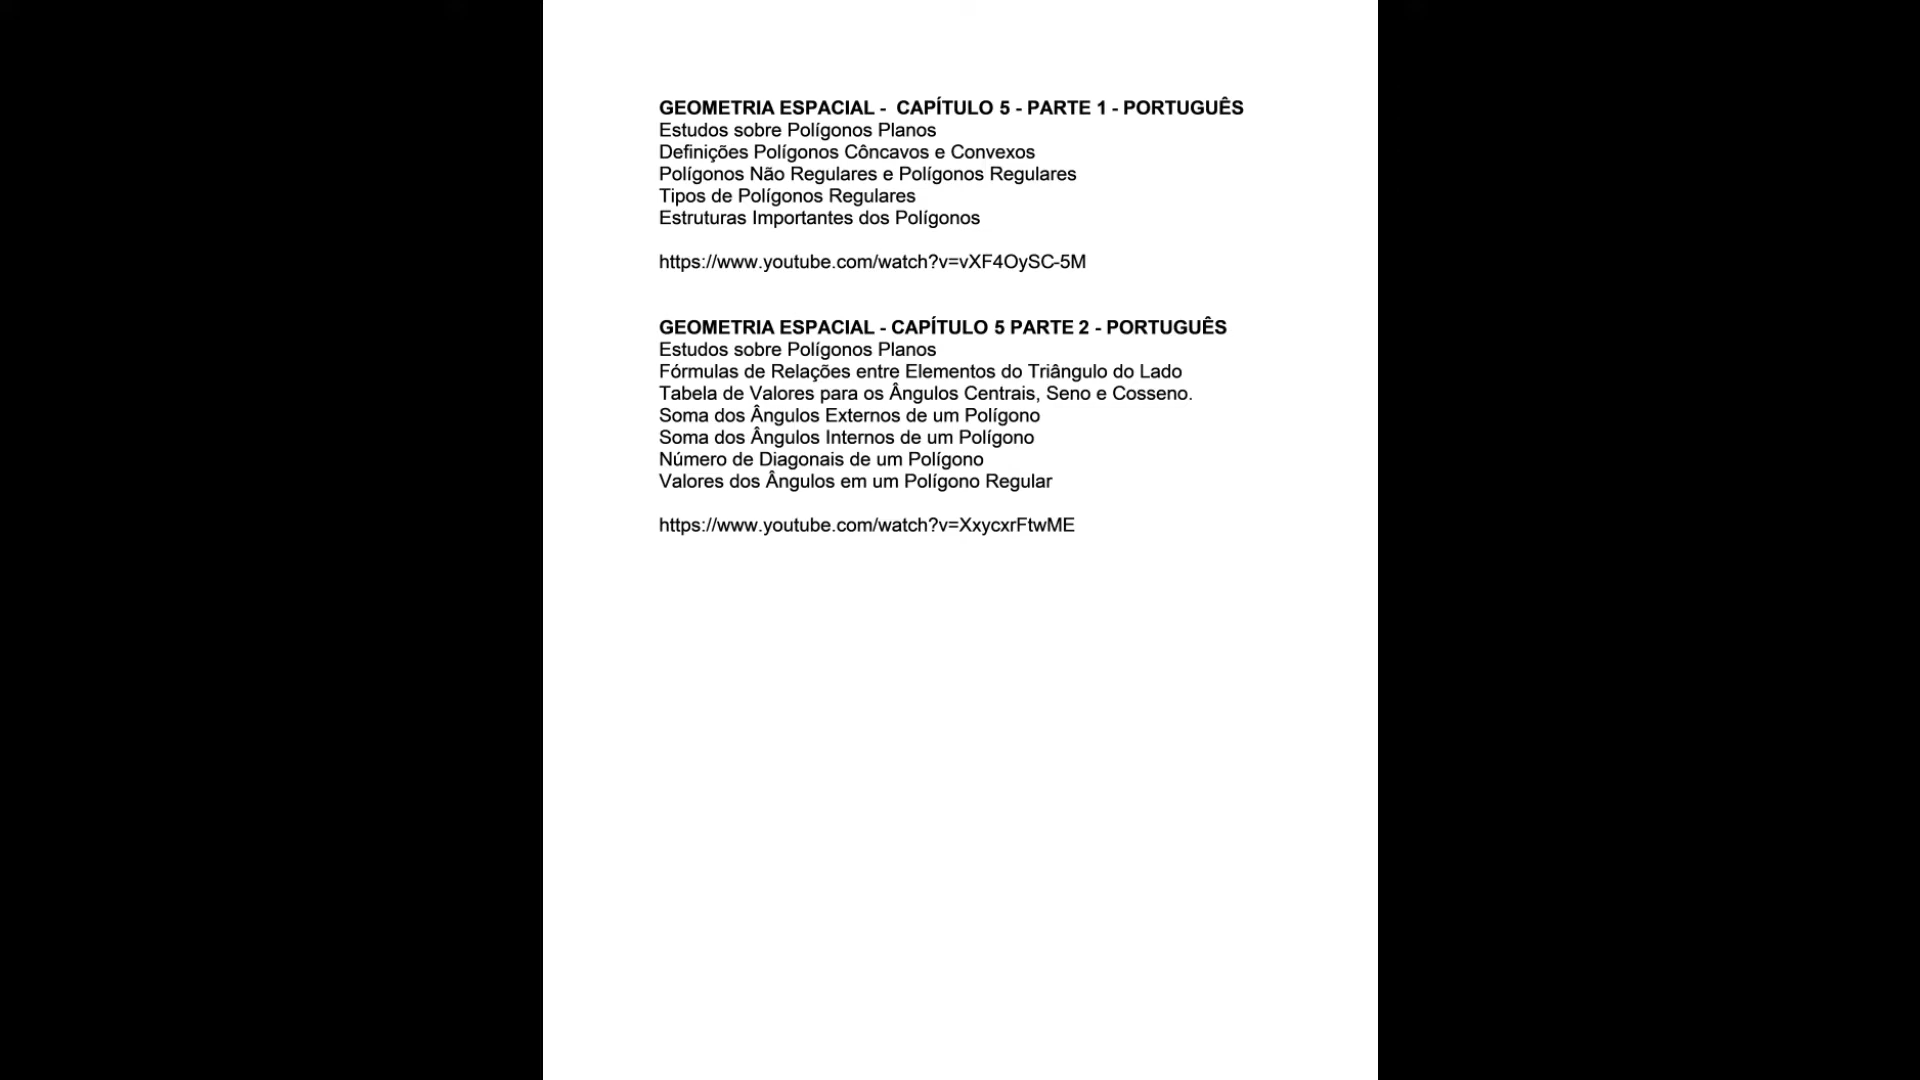 GEOMETRIA ESPACIAL -  CAPÍTULO 5 - PARTE 1 - PORTUGUÊS
Estudos sobre Polígonos Planos
Definições Polígonos Côncavos e Convexos
Polígonos Não Regulares e Polígonos Regulares
Tipos de Polígonos Regulares
Estruturas Importantes dos Polígonos
https://www.youtube.com/watch?v=vXF4OySC-5M
GEOMETRIA ESPACIAL - CAPÍTULO 5 PARTE 2 - PORTUGUÊS
Estudos sobre Polígonos Planos
Fórmulas de Relações entre Elementos do Triângulo do Lado
Tabela de Valores para os Ângulos Centrais, Seno e Cosseno.
Soma dos Ângulos Externos de um Polígono
Soma dos Ângulos Internos de um Polígono
Número de Diagonais de um Polígono
Valores dos Ângulos em um Polígono Regular
https://www.youtube.com/watch?v=XxycxrFtwME